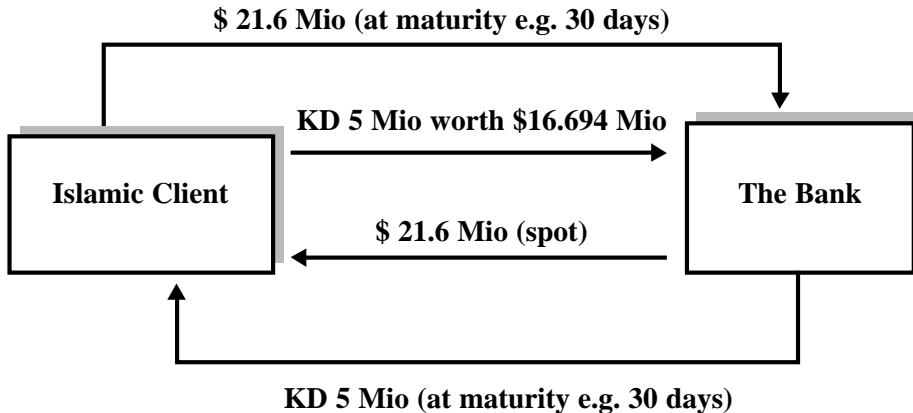 $ 21.6 Mio (at maturity e.g. 30 days)
KD 5 Mio worth $16.694 Mio
Islamic Client
The Bank
$ 21.6 Mio (spot)
KD 5 Mio (at maturity e.g. 30 days)